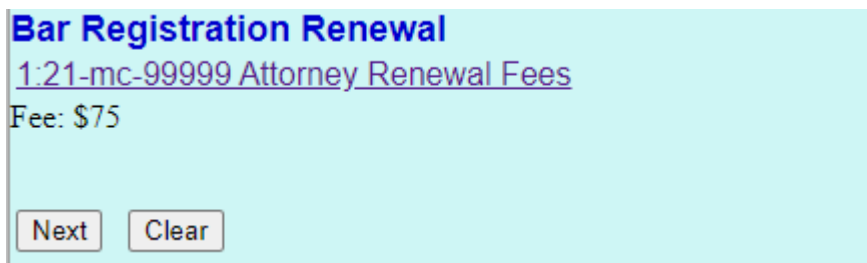 Bar Registration Renewal
1:21-mc-99999 Attorney Renewal Fees
Fee: $75
Next Clear